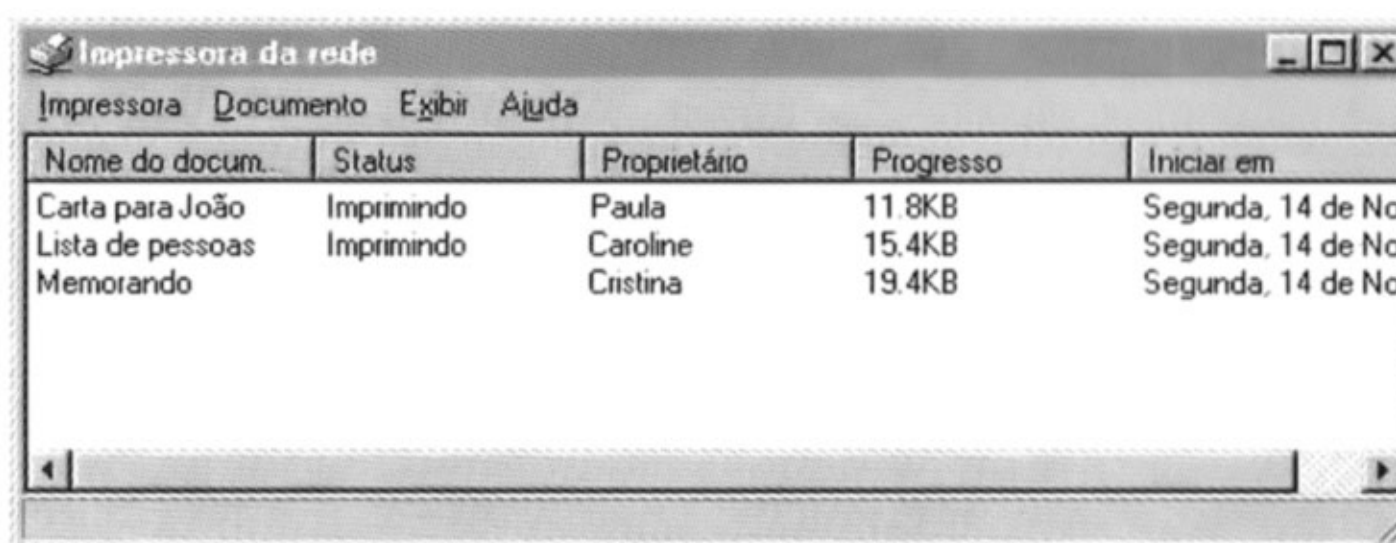 Impressora da rede
Impressora Documento Exibir Ajuda
Nome do docum... Status Proprietário Progresso Iniciar em
Carta para João Imprimindo Paula 11.8KB Segunda, 14 de No
Lista de pessoas Imprimindo Caroline 15.4KB Segunda, 14 de No
Memorando Cristina 19.4KB Segunda, 14 de No